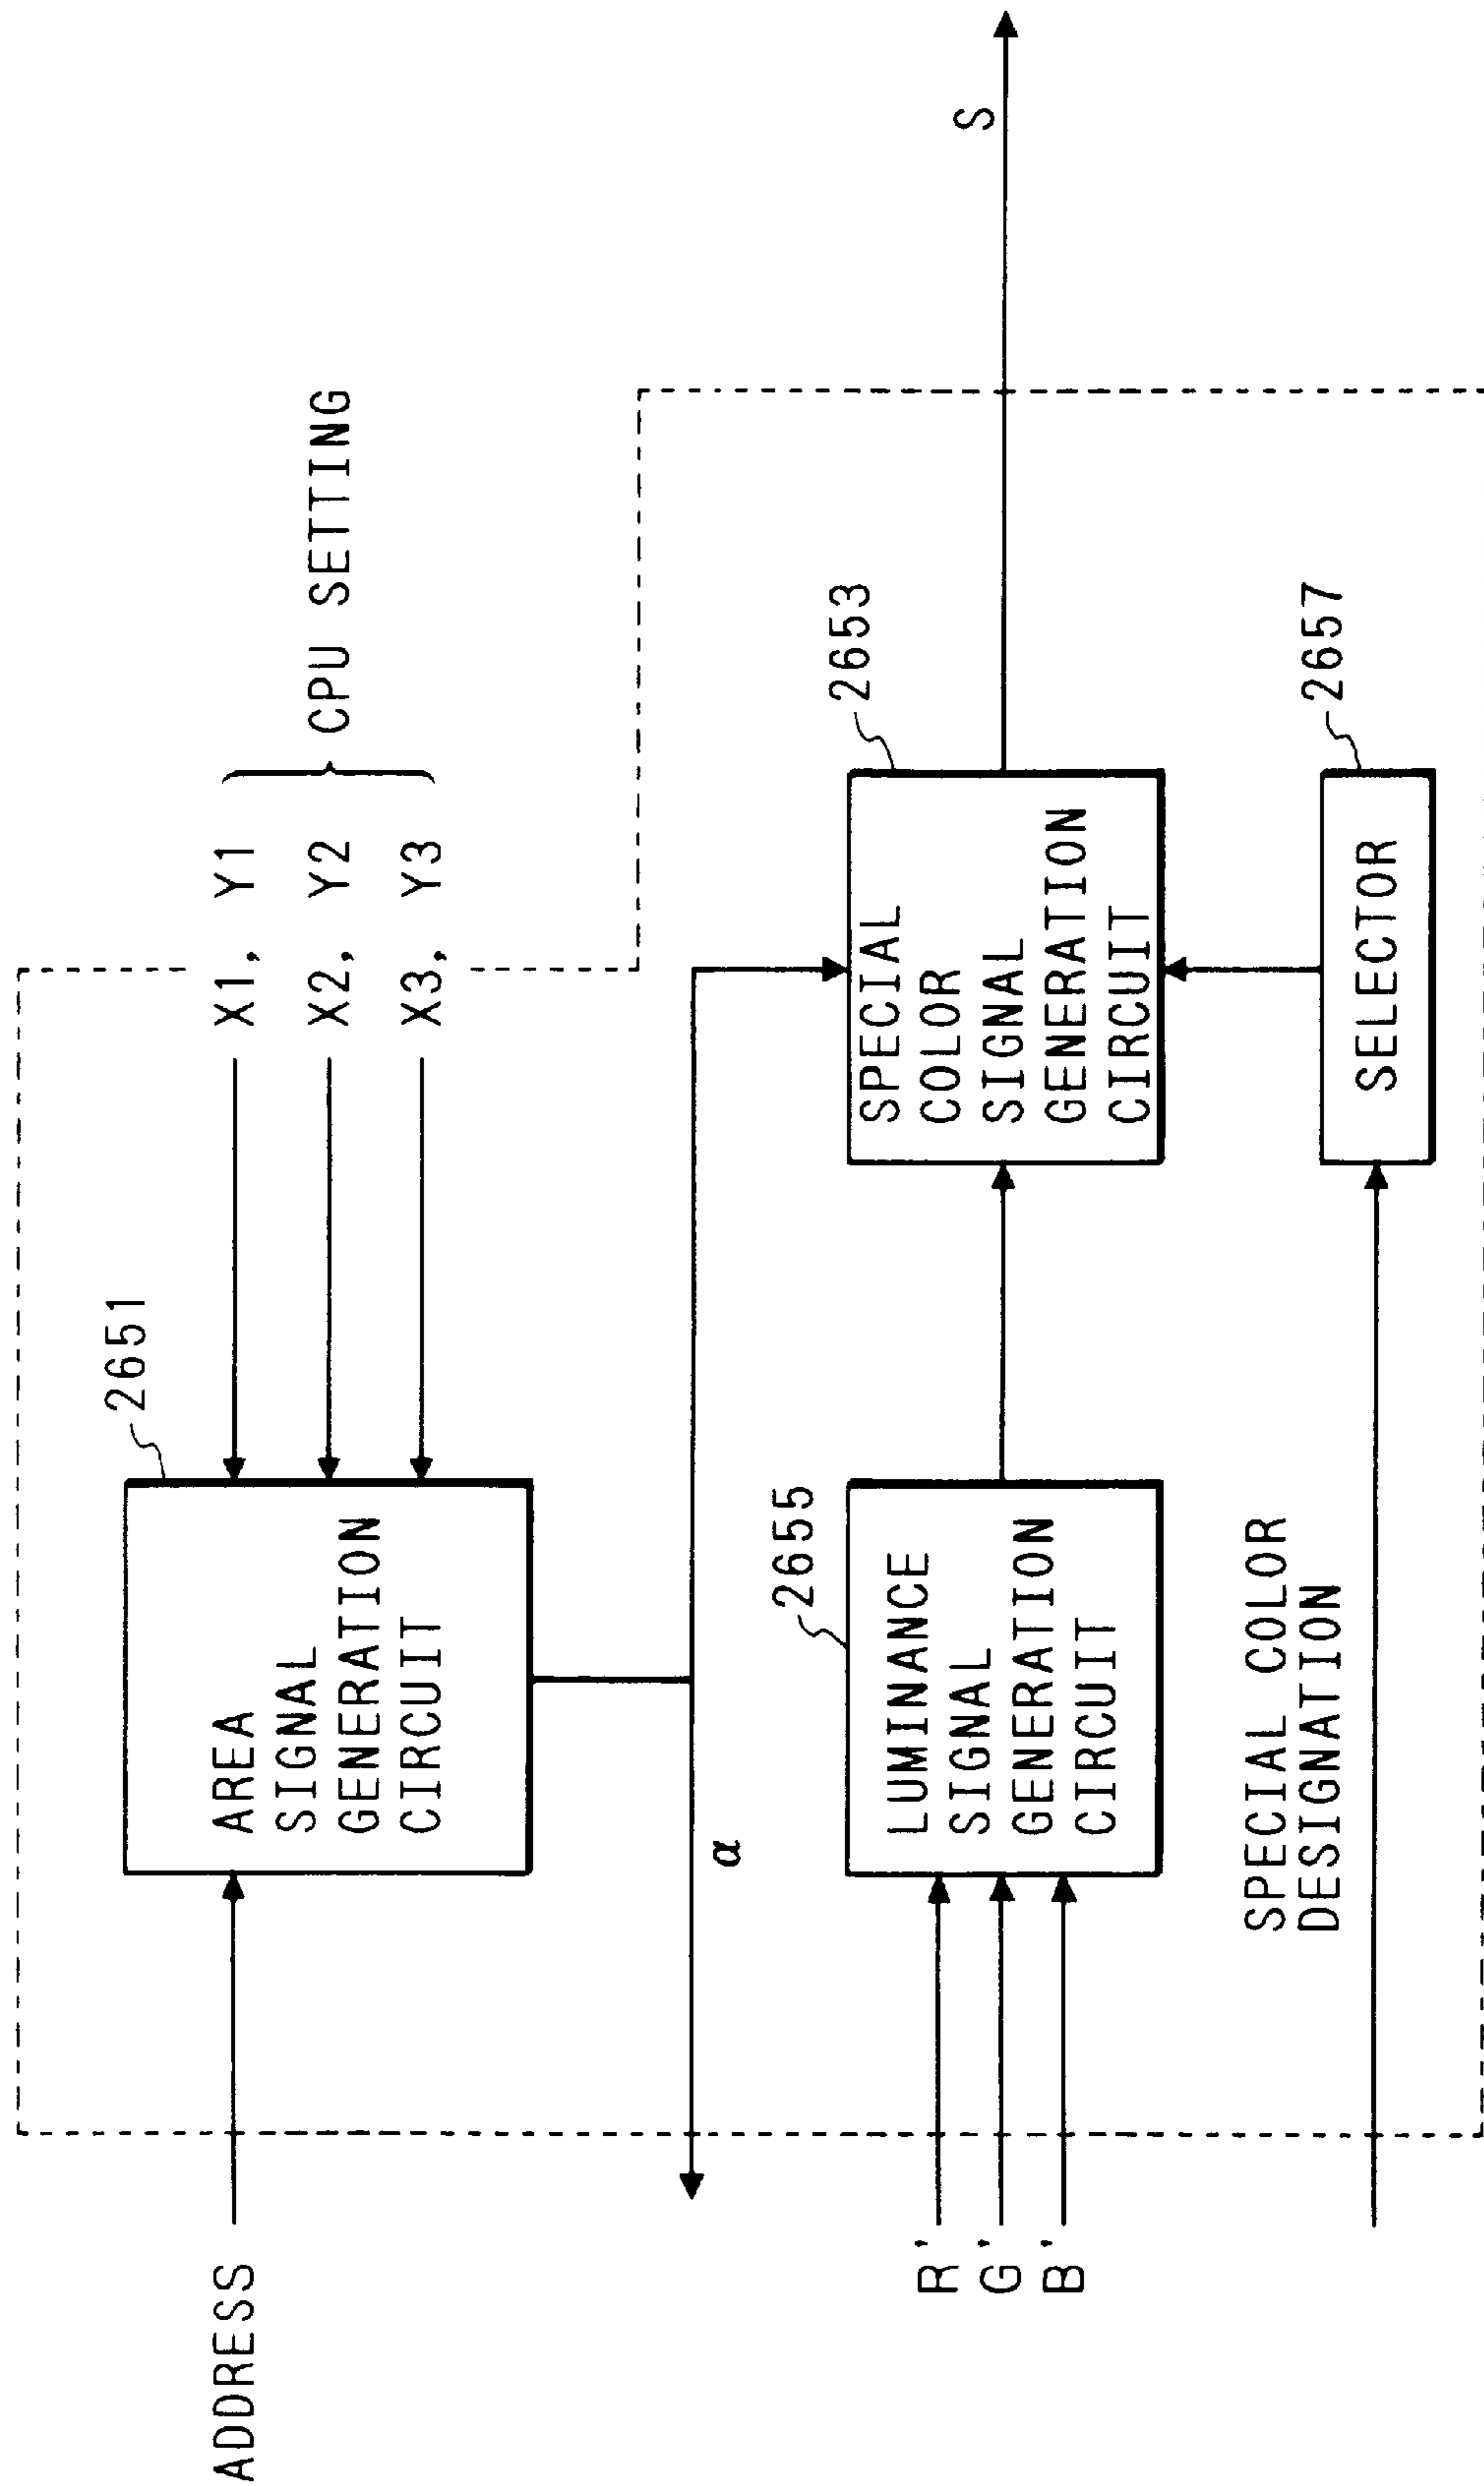 ADDRESS
AREA
SIGNAL
GENERATION
CIRCUIT
2651
X1, Y1
X2, Y2
X3, Y3
CPU SETTING
α
R'
G'
B'
LUMINANCE
SIGNAL
GENERATION
CIRCUIT
2655
SPECIAL
COLOR
SIGNAL
GENERATION
CIRCUIT
2653
S
SPECIAL COLOR
DESIGNATION
SELECTOR
2657